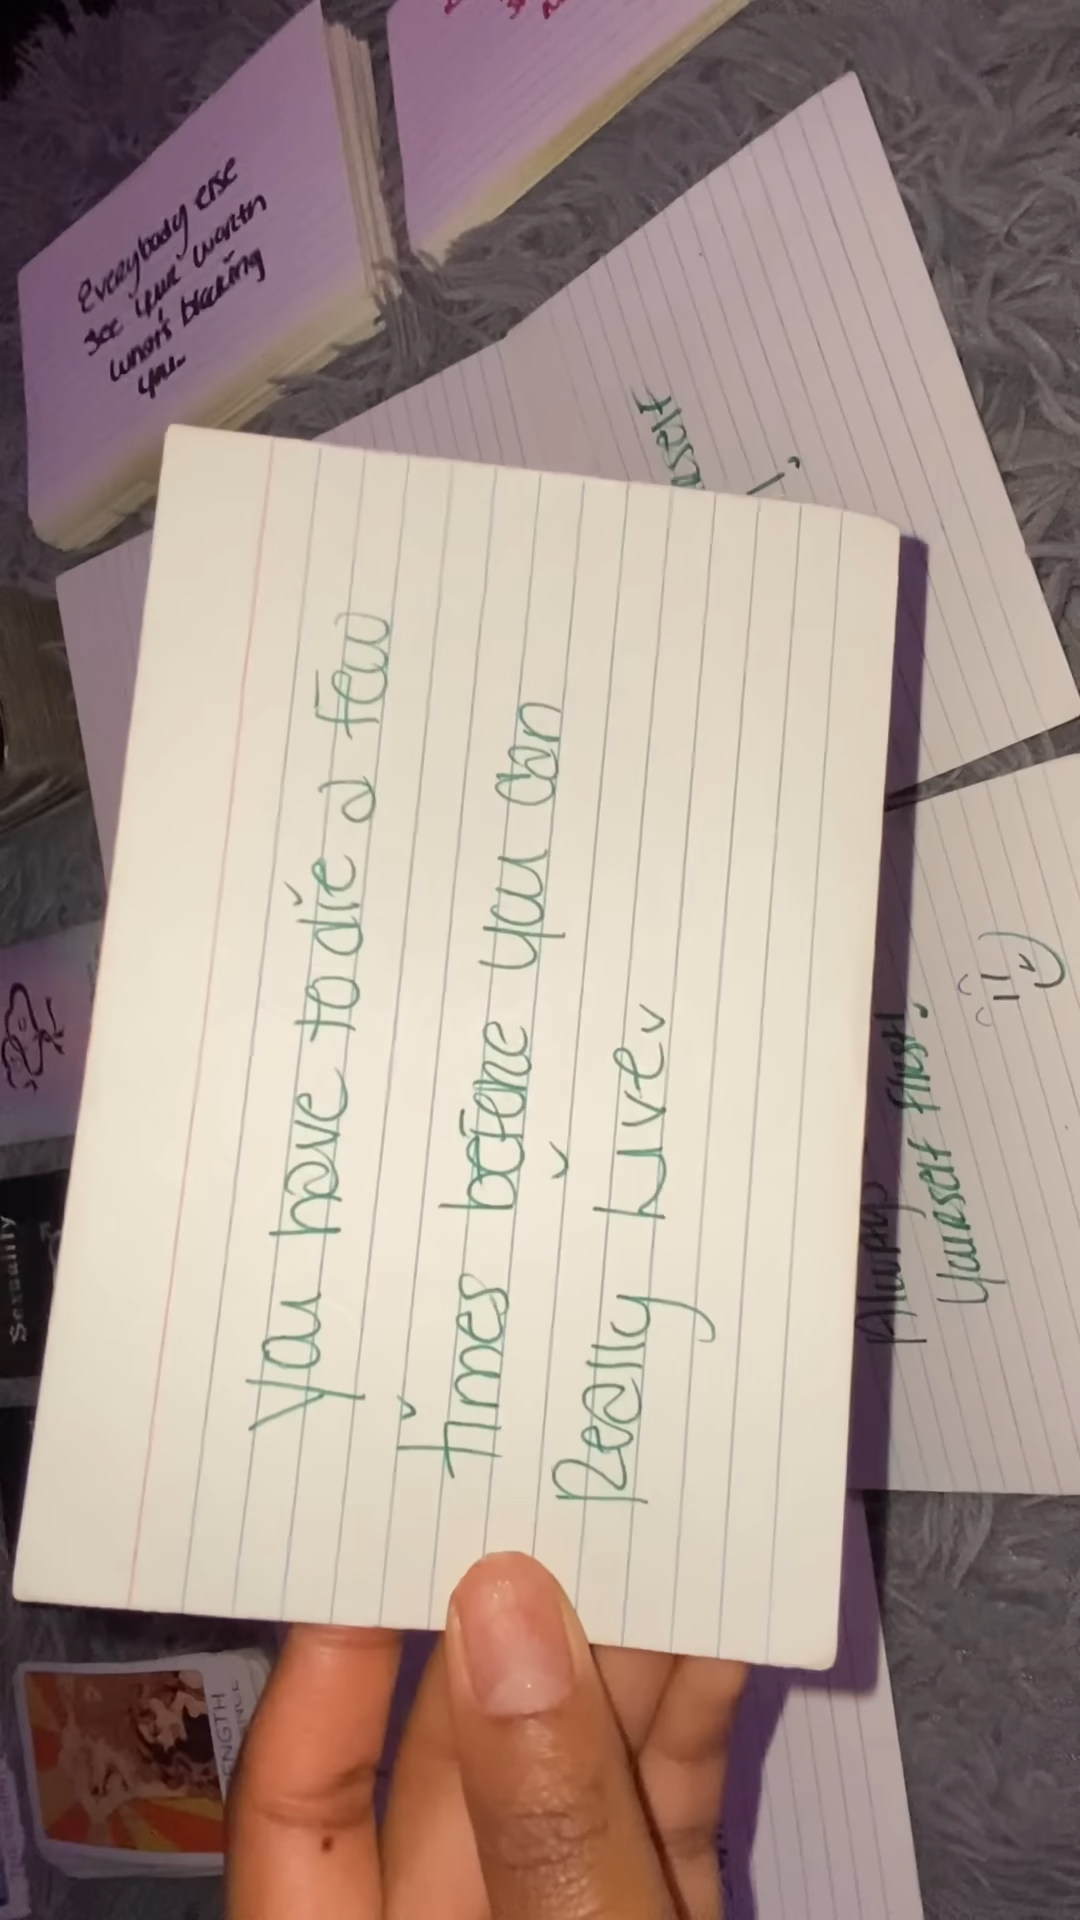 Everybody else
see your worth
what's blocking
you.
You have to die a few
Times before you can
Really Live.
Always
Yourself first!
Sexuality